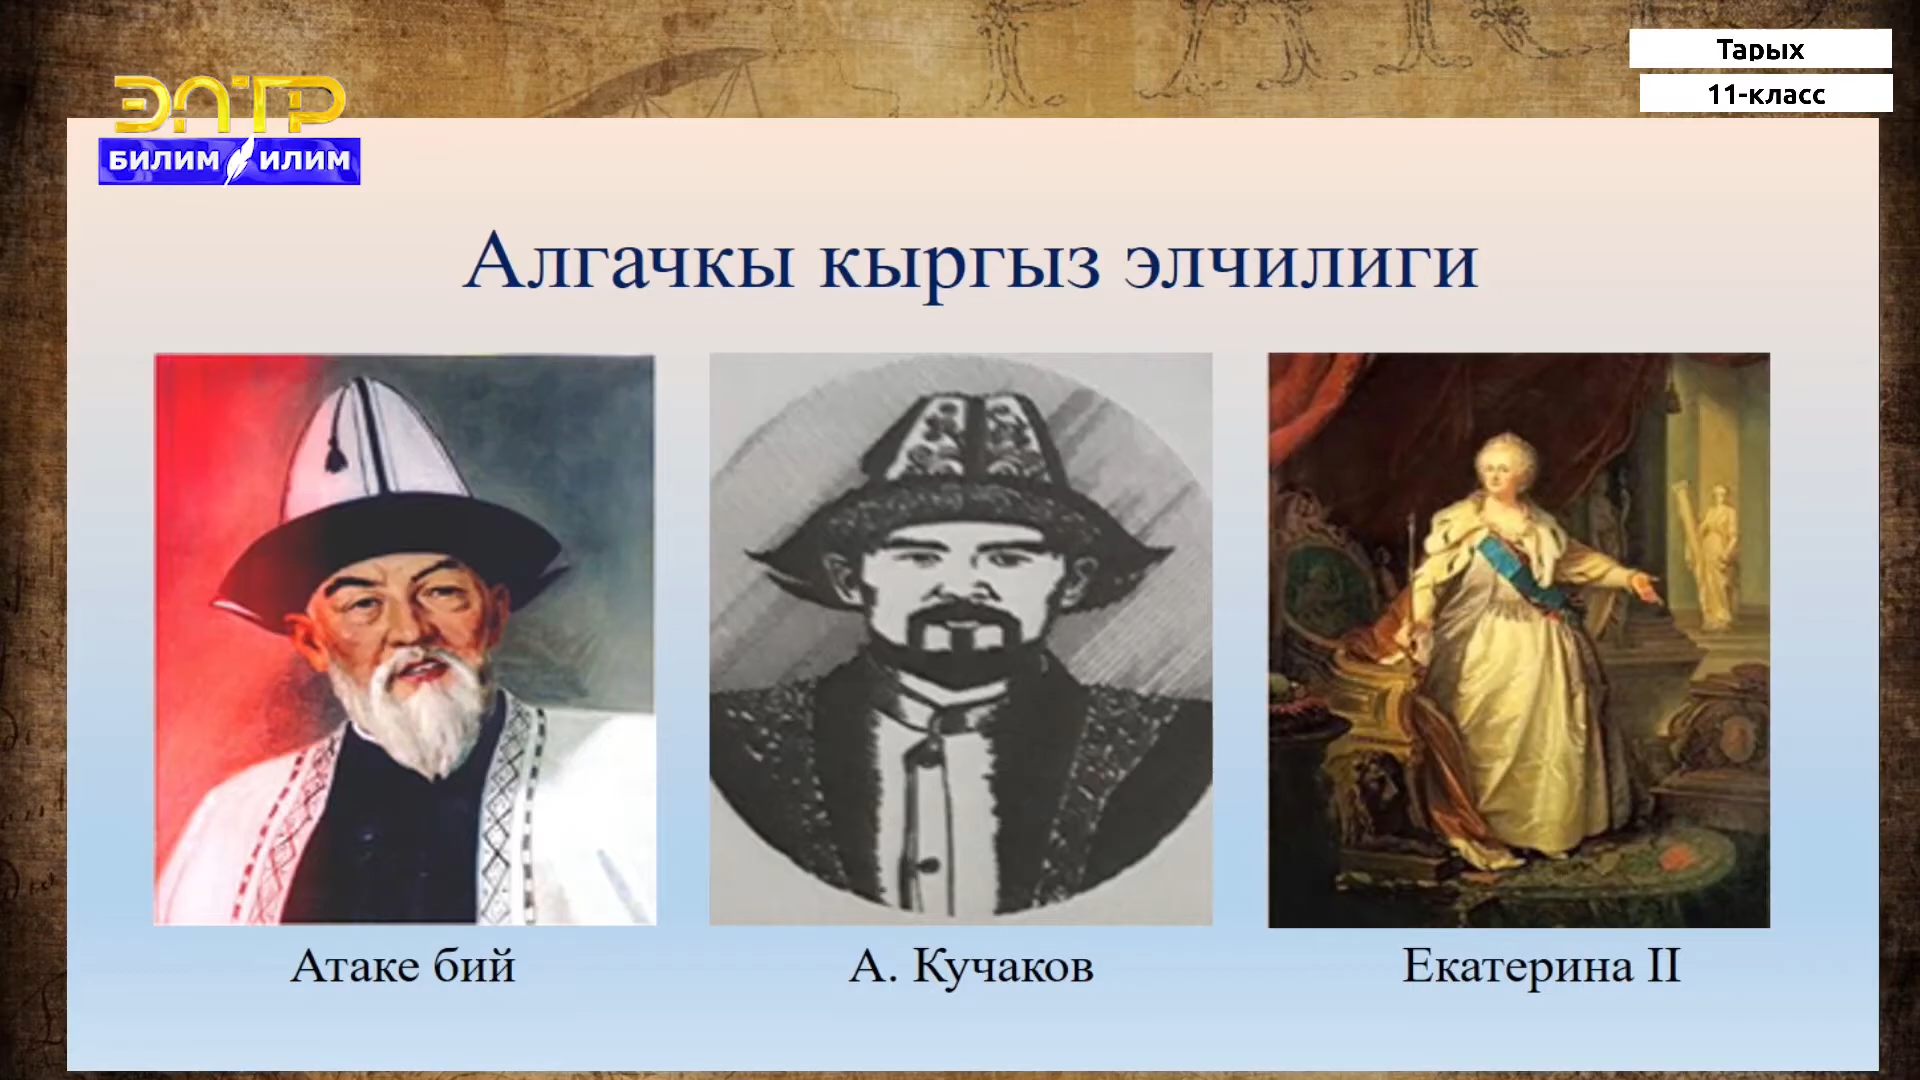 Тарых
11-класс
ЭЛТР
БИЛИМ ИЛИМ
Алгачкы кыргыз элчилиги
Атаке бий
А. Кучаков
Екатерина II